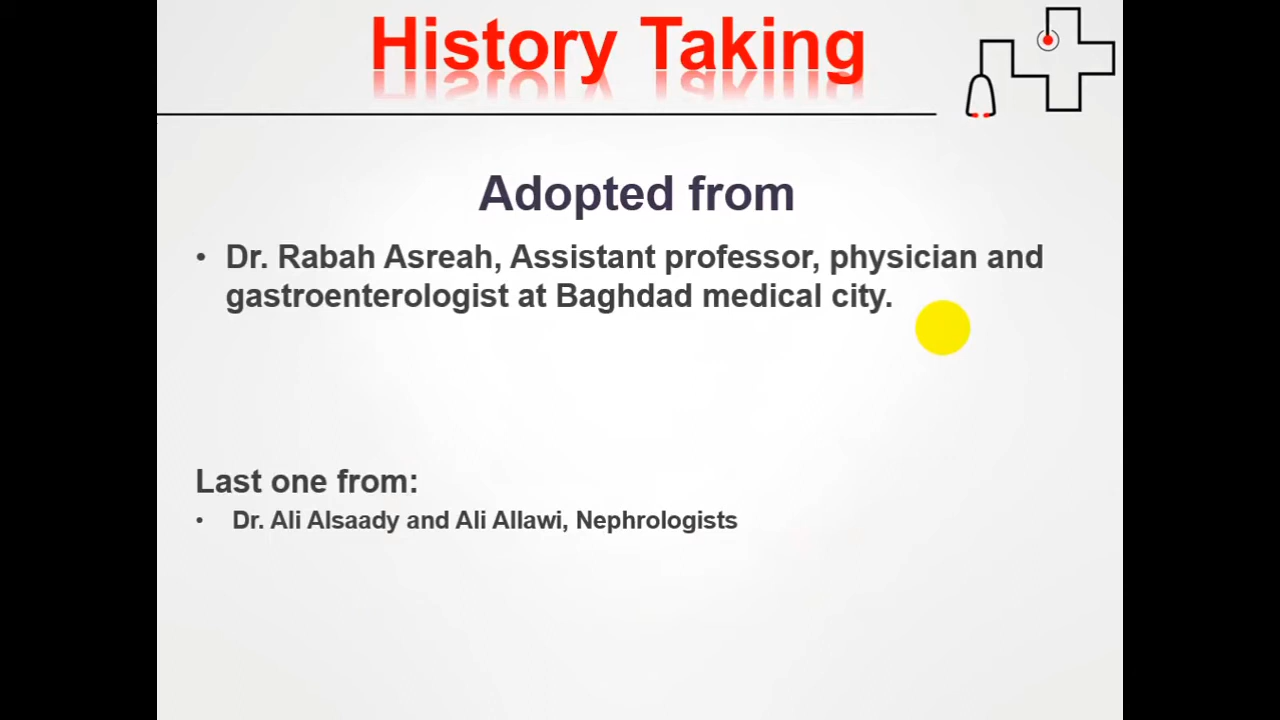 History Taking
Adopted from
• Dr. Rabah Asreah, Assistant professor, physician and
gastroenterologist at Baghdad medical city.
Last one from:
• Dr. Ali Alsaady and Ali Allawi, Nephrologists